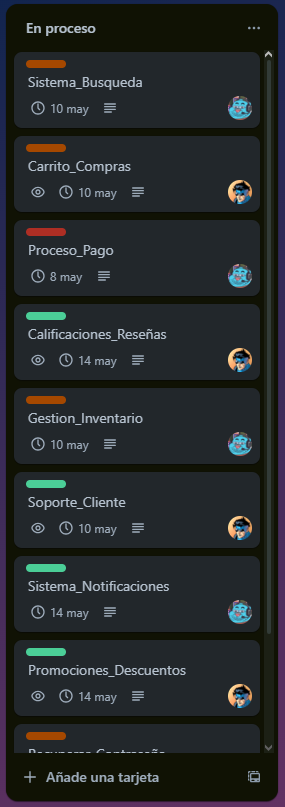 En proceso
Sistema_Busqueda
10 may
Carrito_Compras
10 may
Proceso_Pago
8 may
Calificaciones_Reseñas
14 may
Gestion_Inventario
10 may
Soporte_Cliente
10 may
Sistema_Notificaciones
14 may
Promociones_Descuentos
14 may
Añade una tarjeta